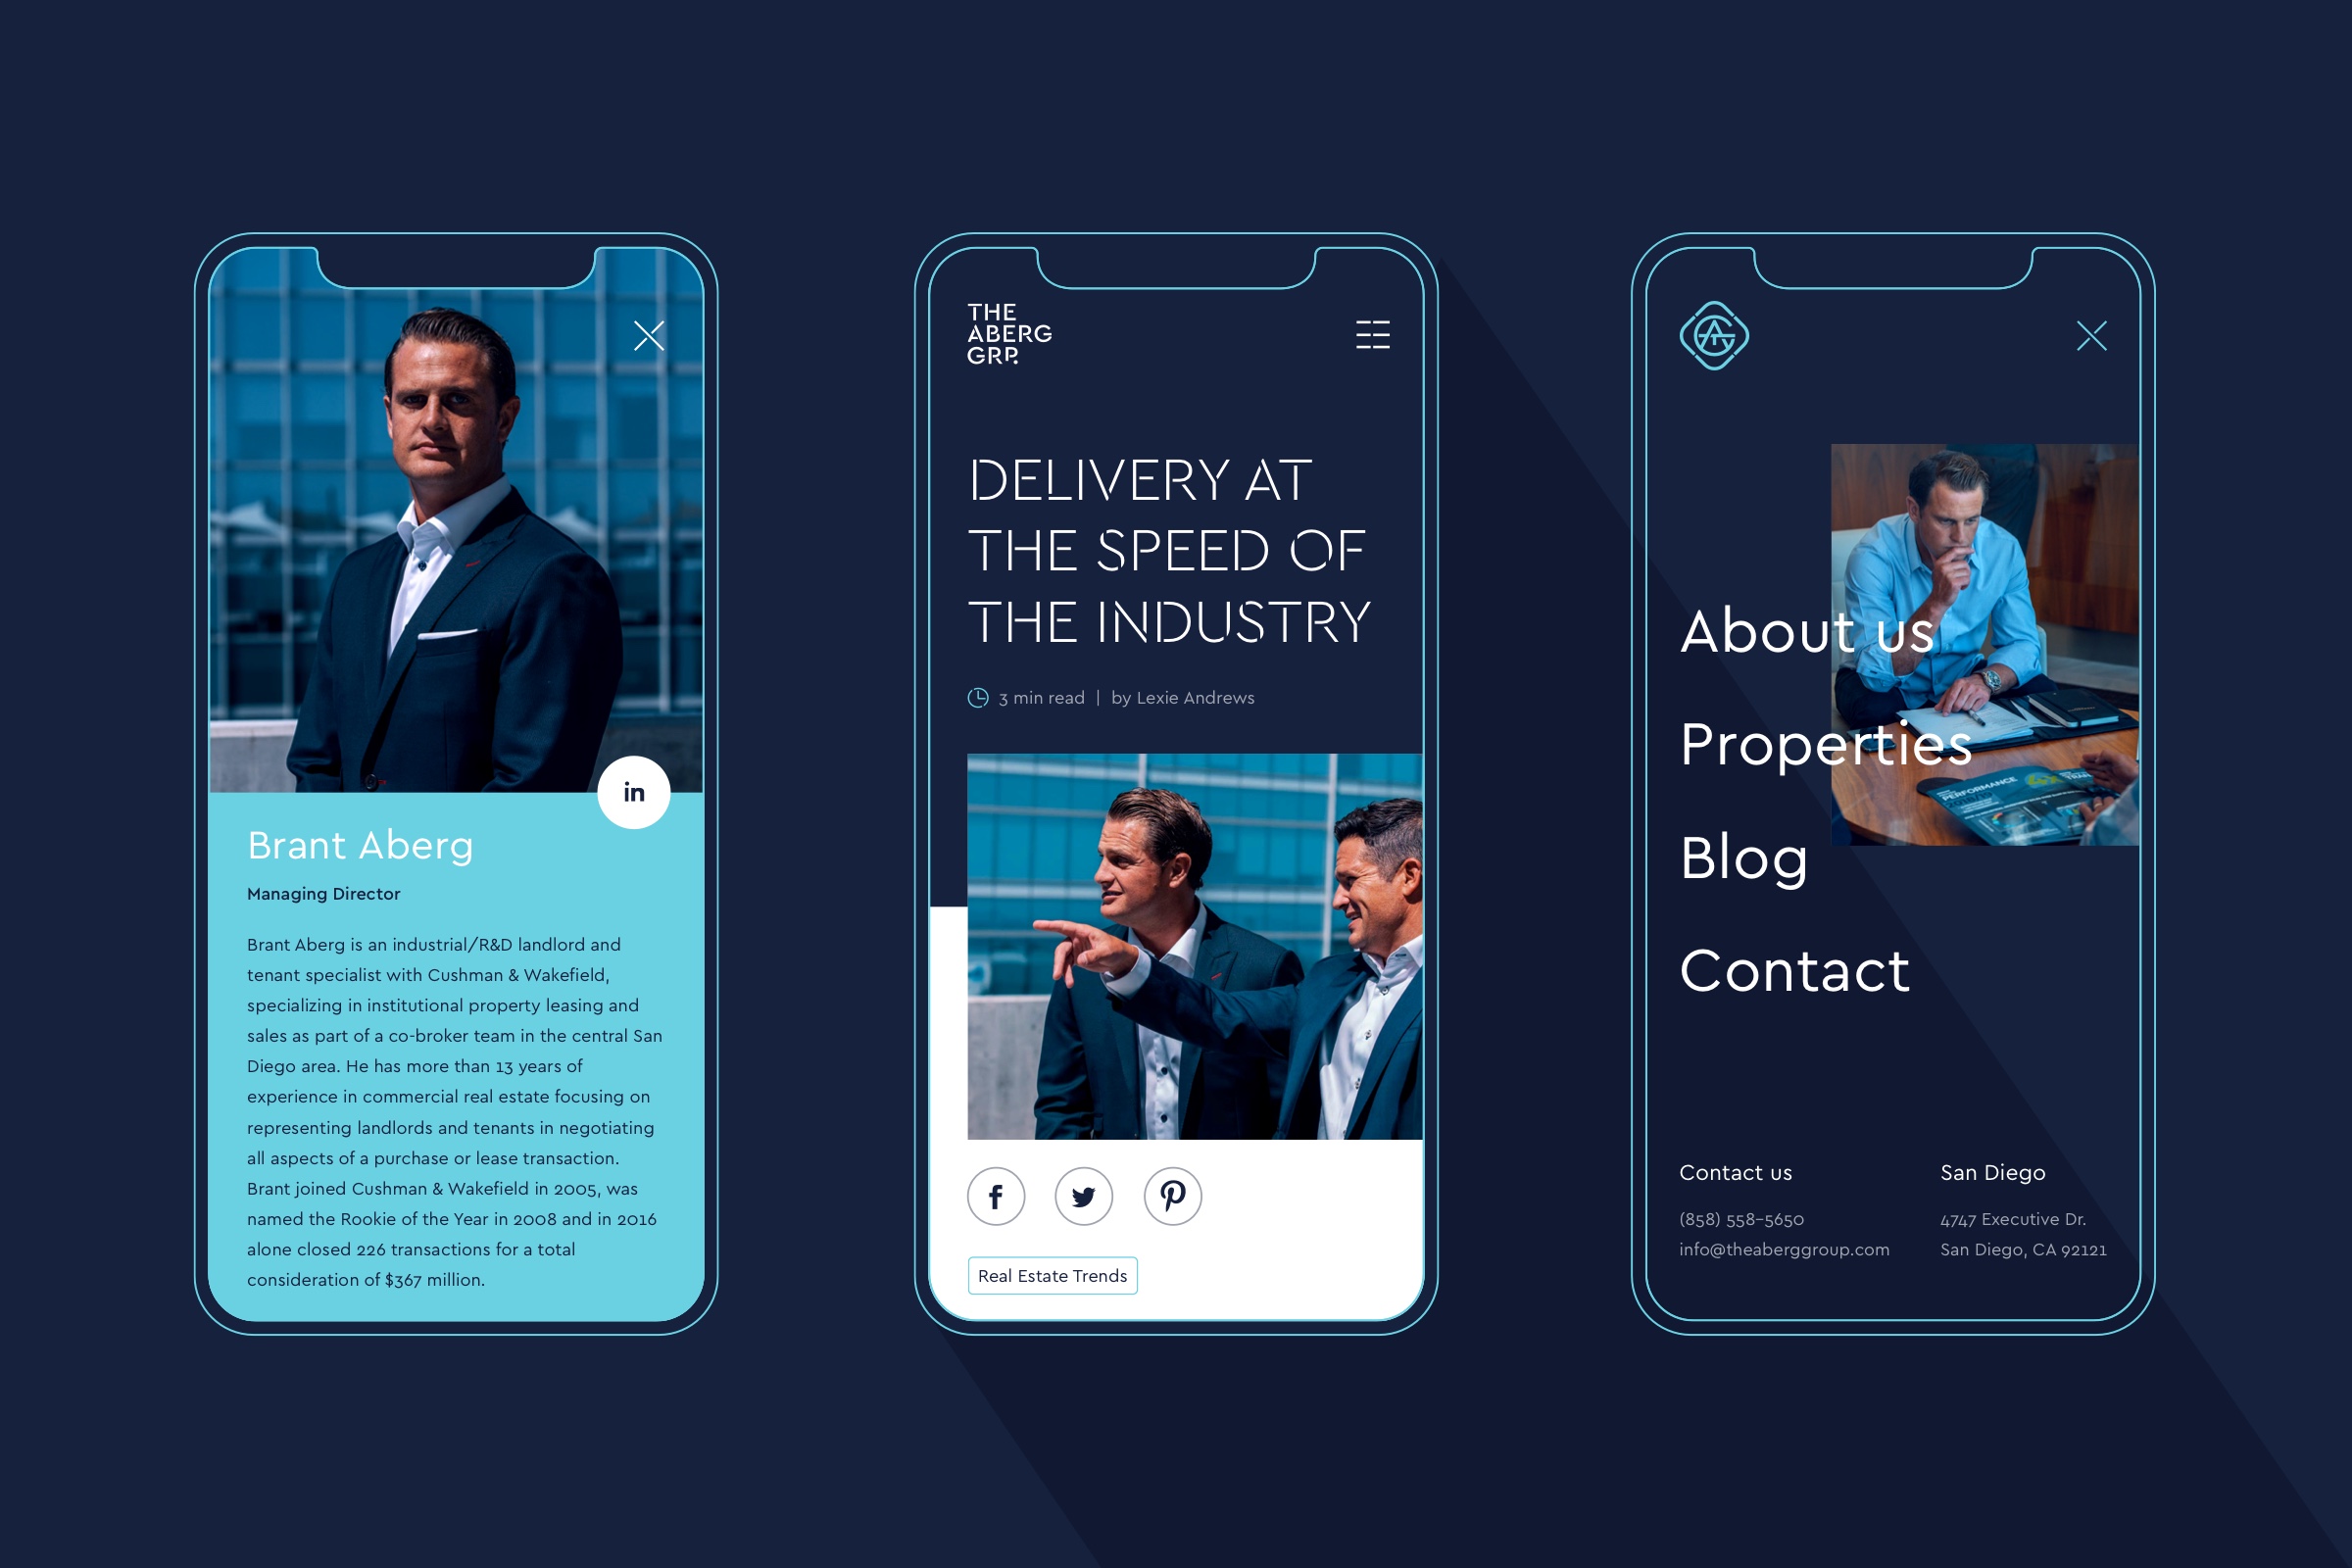 in
Brant Aberg
Managing Director
Brant Aberg is an industrial/R&D landlord and
tenant specialist with Cushman & Wakefield,
specializing in institutional property leasing and
sales as part of a co-broker team in the central San
Diego area. He has more than 13 years of
experience in commercial real estate focusing on
representing landlords and tenants in negotiating
all aspects of a purchase or lease transaction.
Brant joined Cushman & Wakefield in 2005, was
named the Rookie of the Year in 2008 and in 2016
alone closed 226 transactions for a total
consideration of $367 million.
THE
ABERG
GRP.
DELIVERY AT
THE SPEED OF
THE INDUSTRY
3 min read | by Lexie Andrews
Real Estate Trends
About us
Properties
PERFORMANCE
Blog
Contact
Contact us
(858) 558-5650
info@theaberggroup.com
San Diego
4747 Executive Dr.
San Diego, CA 92121